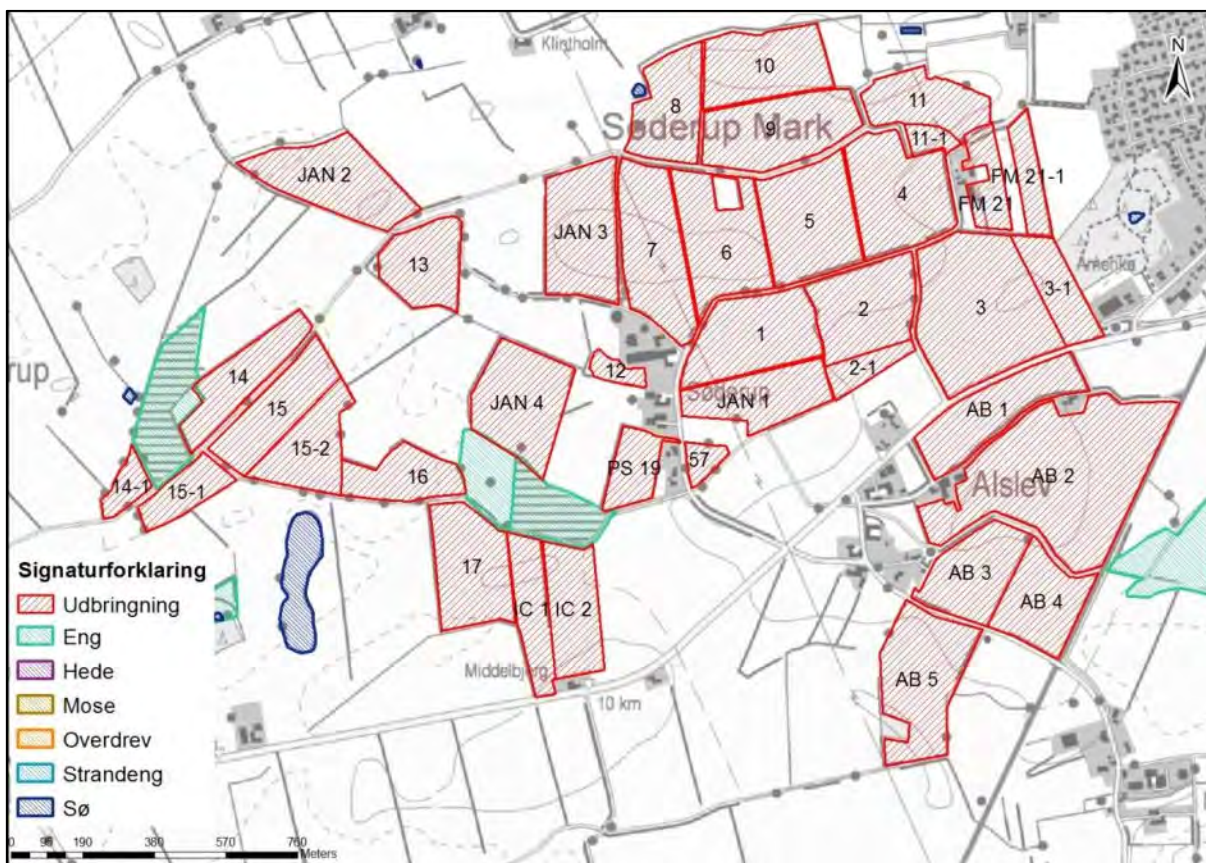 Klintholm
N
10
8
11
9
Søderup Mark
11-1
JAN 2
FM 21-1
4
FM 21
5
JAN 3
7
6
13
3-1
3
2
1
12
2-1
14
JAN 4
Søderup
JAN 1
15
AB 1
15-2
PS 19
57
16
AB 2
Alslev
14-1
15-1
17
AB 3
IC 1
IC 2
AB 4
Middelbjerg
AB 5
10 km
Signaturforklaring
Udbringning
Eng
Hede
Mose
Overdrev
Strandeng
Sø
0 95 190 380 570 760
Meters